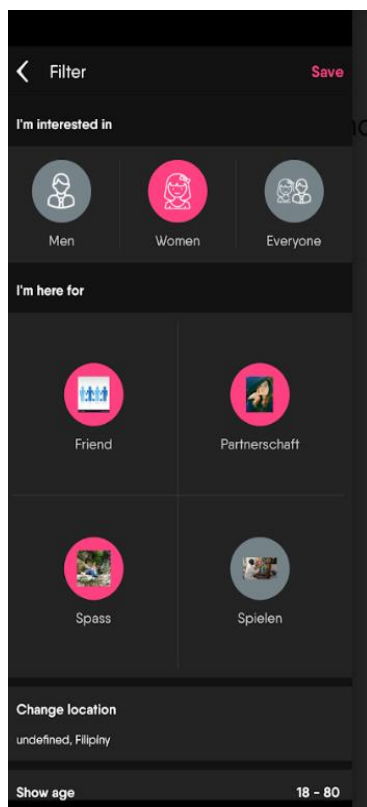 Filter Save
I'm interested in
Men Women Everyone
I'm here for
Friend Partnerschaft
Spass Spielen
Change location
undefined, Filipíny
Show age 18 - 80